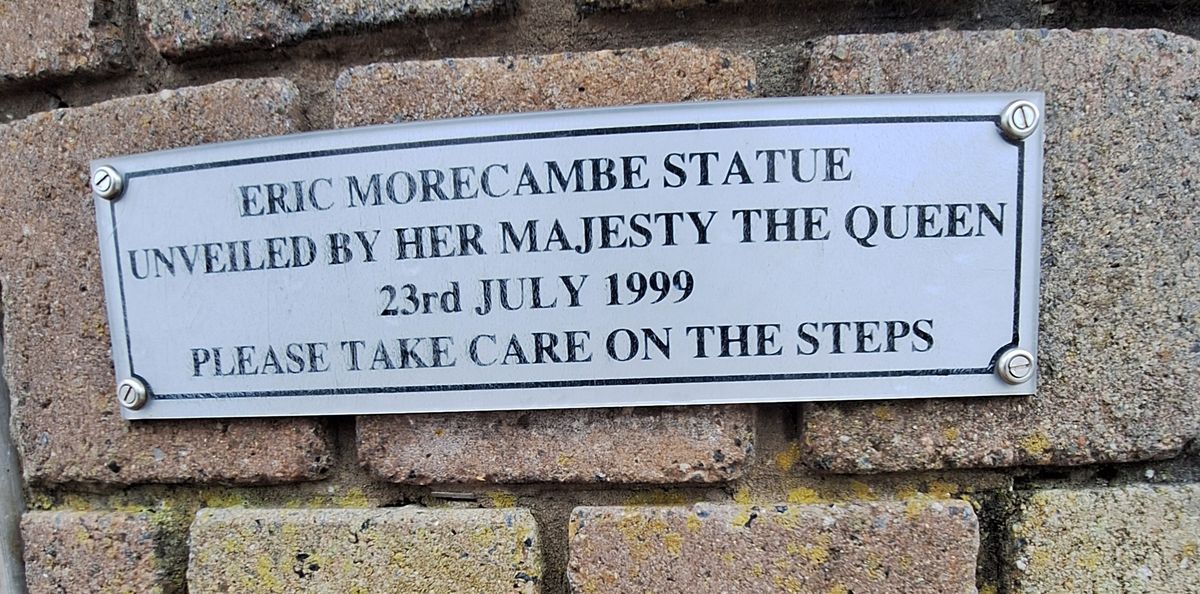 ERIC MORECAMBE STATUE
UNVEILED BY HER MAJESTY THE QUEEN
23rd JULY 1999
PLEASE TAKE CARE ON THE STEPS